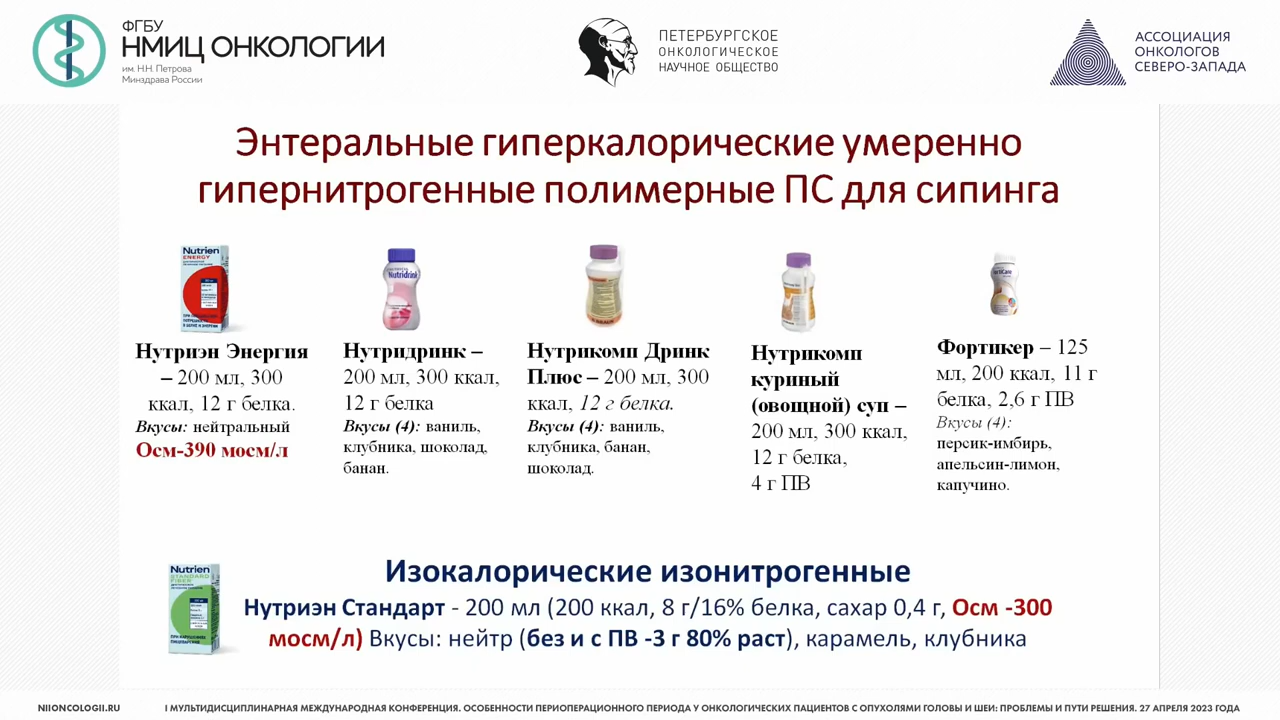 ФГБУ
НМИЦ ОНКОЛОГИИ
им. Н.Н. Петрова
Минздрава России
ПЕТЕРБУРГСКОЕ
ОНКОЛОГИЧЕСКОЕ
НАУЧНОЕ ОБЩЕСТВО
АССОЦИАЦИЯ
ОНКОЛОГОВ
СЕВЕРО-ЗАПАДА
Энтеральные гиперкалорические умеренно
гипернитрогенные полимерные ПС для сипинга
Nutrien
ENERGY
Nutridrink
Нутриэн Энергия
– 200 мл, 300
ккал, 12 г белка.
Вкусы: нейтральный
Осм-390 мосм/л
Нутридринк –
200 мл, 300 ккал,
12 г белка
Вкусы (4): ваниль,
клубника, шоколад,
банан.
Нутрикомп Дринк
Плюс – 200 мл, 300
ккал, 12 г белка.
Вкусы (4): ваниль,
клубника, банан,
шоколад.
Нутрикомп
куриный
(овощной) суп –
200 мл, 300 ккал,
12 г белка,
4 г ПВ
Фортикер – 125
мл, 200 ккал, 11 г
белка, 2,6 г ПВ
Вкусы (4):
персик-имбирь,
апельсин-лимон,
капучино.
Nutrien
STANDARD
FIBER
Изокалорические изонитрогенные
Нутриэн Стандарт - 200 мл (200 ккал, 8 г/16% белка, сахар 0,4 г, Осм -300
мосм/л) Вкусы: нейтр (без и с ПВ -3 г 80% раст), карамель, клубника
NIIONCOLOGII.RU
I МУЛЬТИДИСЦИПЛИНАРНАЯ МЕЖДУНАРОДНАЯ КОНФЕРЕНЦИЯ. ОСОБЕННОСТИ ПЕРИОПЕРАЦИОННОГО ПЕРИОДА У ОНКОЛОГИЧЕСКИХ ПАЦИЕНТОВ С ОПУХОЛЯМИ ГОЛОВЫ И ШЕИ: ПРОБЛЕМЫ И ПУТИ РЕШЕНИЯ. 27 АПРЕЛЯ 2023 ГОДА